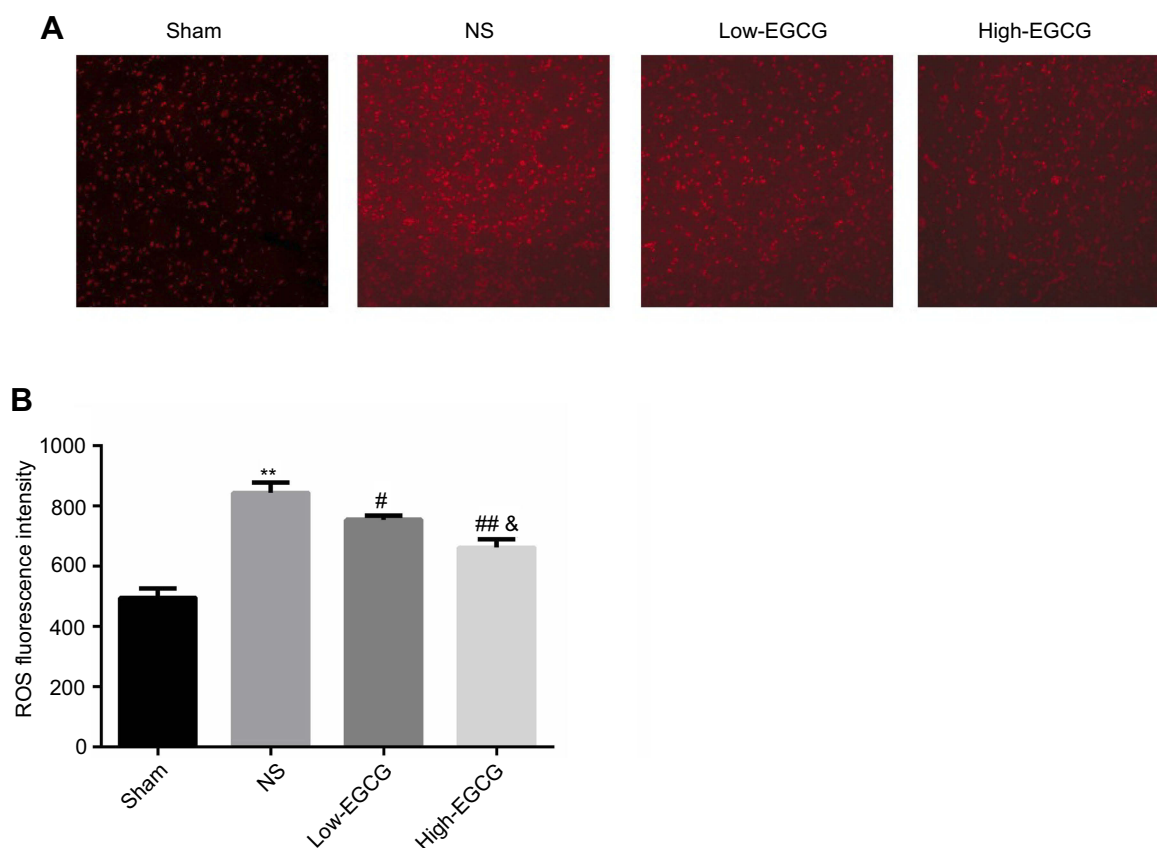 A
Sham
NS
Low-EGCG
High-EGCG
B
ROS fluorescence intensity
1000
800
600
400
200
0
**
#
## &
Sham
NS
Low-EGCG
High-EGCG